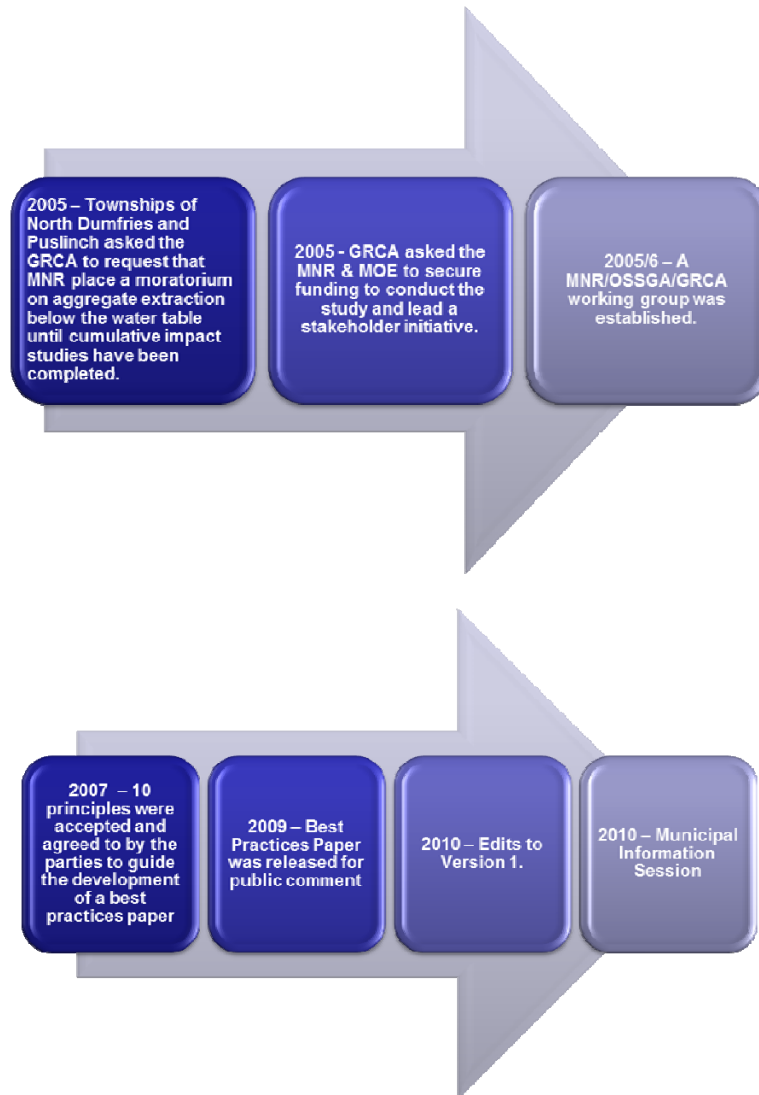 2005 – Townships of
North Dumfries and
Puslinch asked the
GRCA to request that
MNR place a moratorium
on aggregate extraction
below the water table
until cumulative impact
studies have been
completed.
2005 - GRCA asked the
MNR & MOE to secure
funding to conduct the
study and lead a
stakeholder initiative.
2005/6 – A
MNR/OSSGA/GRCA
working group was
established.
2007 – 10
principles were
accepted and
agreed to by the
parties to guide
the development
of a best
practices paper
2009 – Best
Practices Paper
was released for
public comment
2010 – Edits to
Version 1.
2010 – Municipal
Information
Session